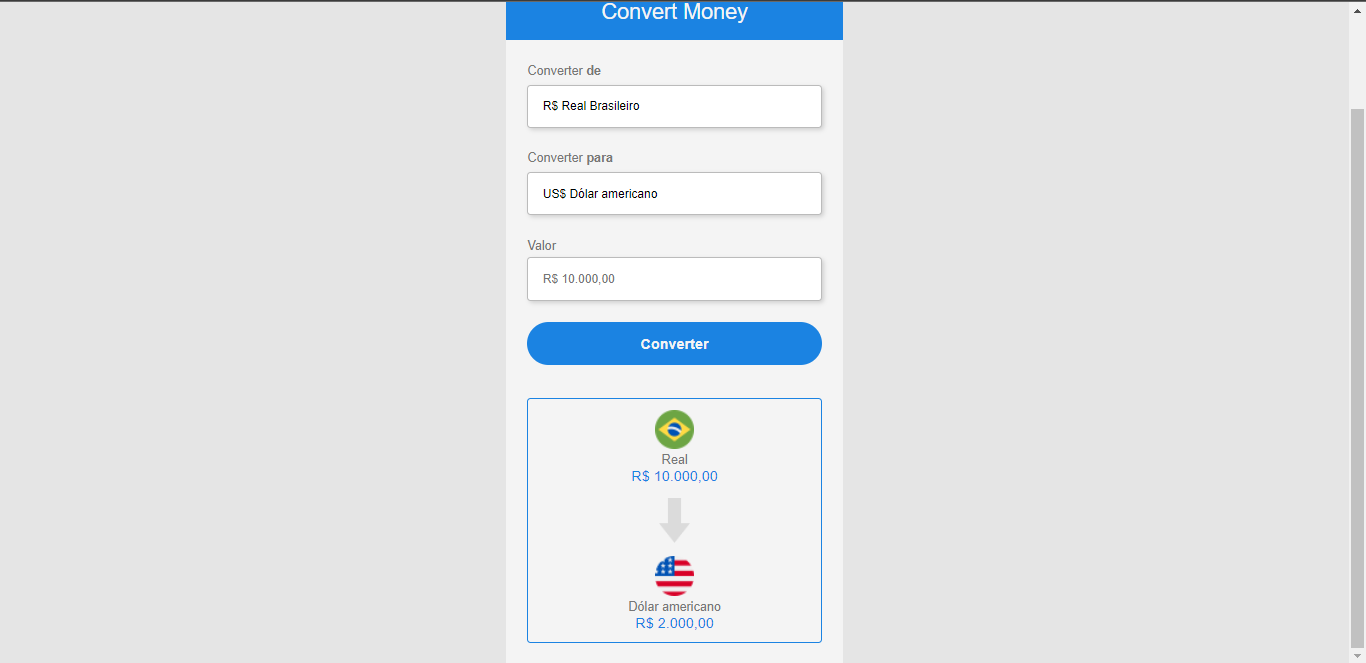 Convert Money
Converter de
R$ Real Brasileiro
Converter para
US$ Dólar americano
Valor
R$ 10.000,00
Converter
Real
R$ 10.000,00
Dólar americano
R$ 2.000,00